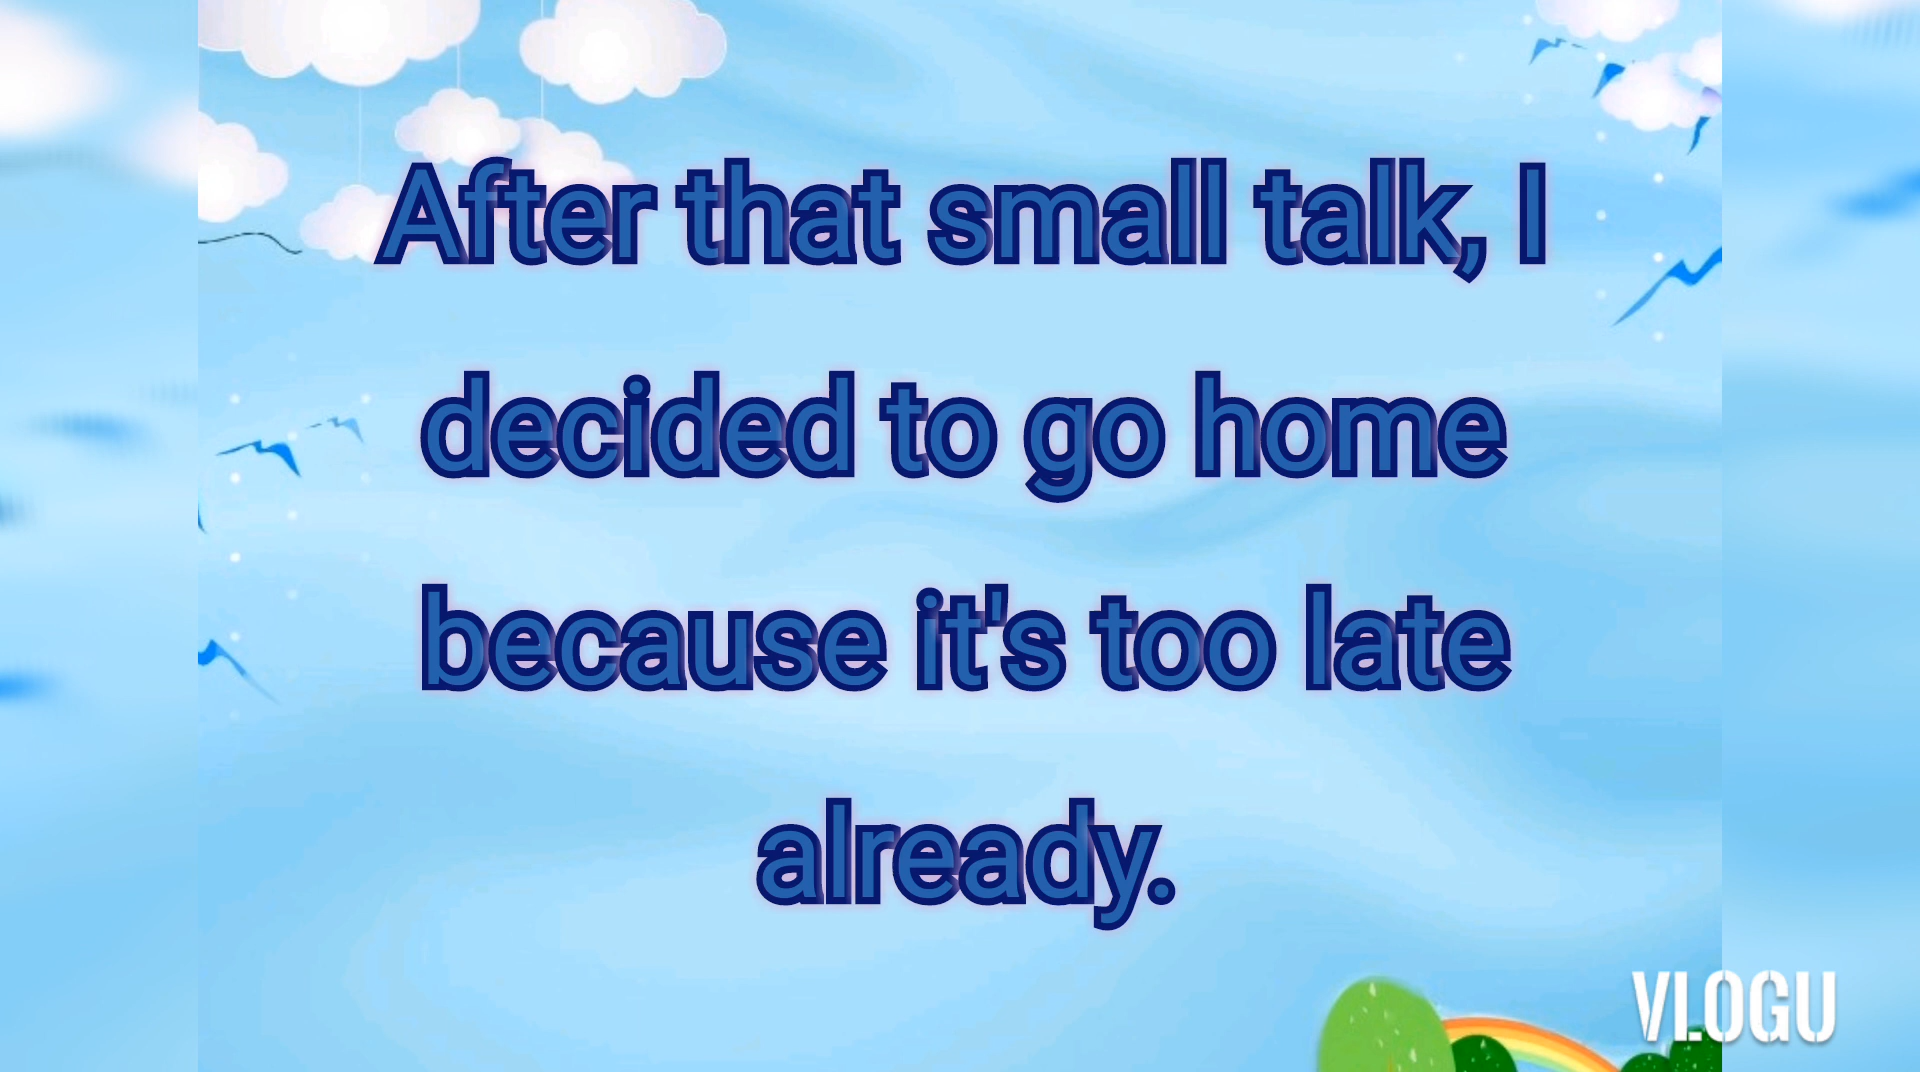 After that small talk, I
decided to go home
because it's too late
already.
VLOGU